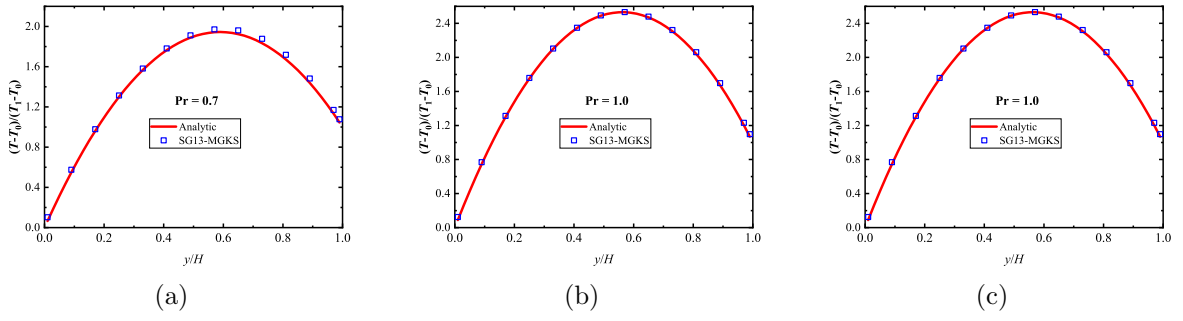 (T-T0)/(T1-T0)
2.0
1.6
1.2
0.8
0.4
0.0
Pr = 0.7
Analytic
SG13-MGKS
0.0 0.2 0.4 0.6 0.8 1.0
y/H
(a)
(T-T0)/(T1-T0)
2.4
2.0
1.6
1.2
0.8
0.4
0.0
Pr = 1.0
Analytic
SG13-MGKS
0.0 0.2 0.4 0.6 0.8 1.0
y/H
(b)
(T-T0)/(T1-T0)
2.4
2.0
1.6
1.2
0.8
0.4
0.0
Pr = 1.0
Analytic
SG13-MGKS
0.0 0.2 0.4 0.6 0.8 1.0
y/H
(c)